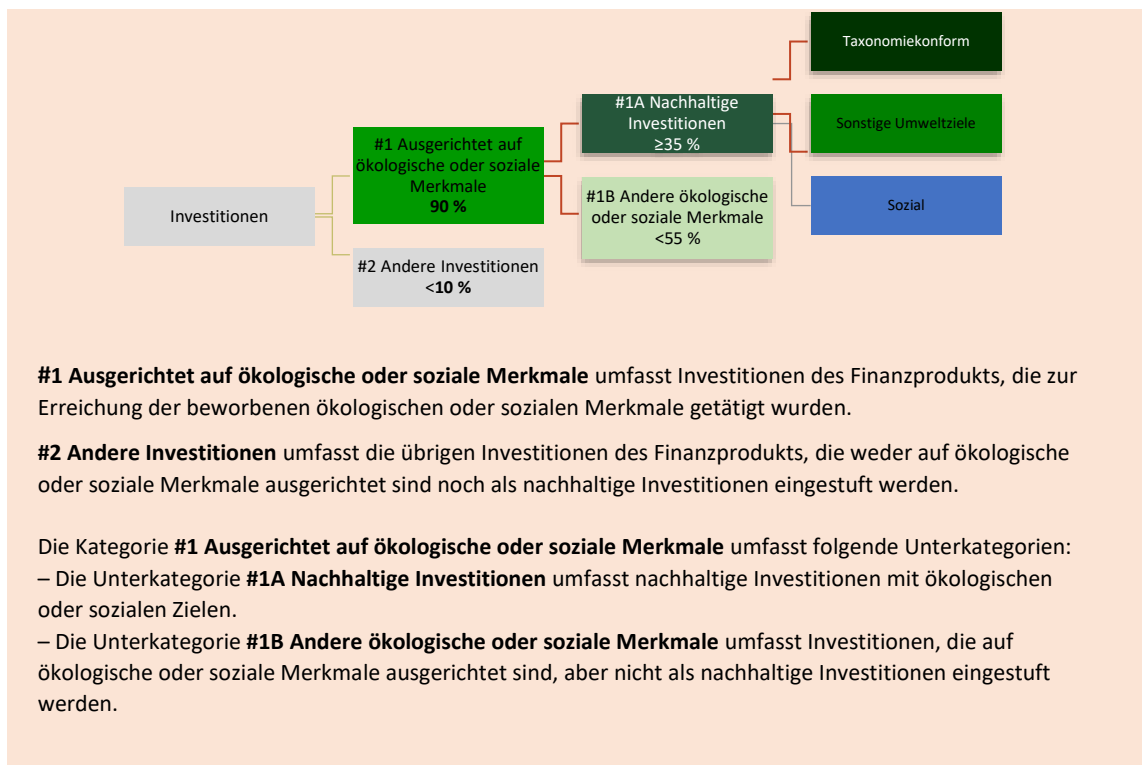 Taxonomiekonform
#1A Nachhaltige
Investitionen
≥35 %
Sonstige Umweltziele
#1 Ausgerichtet auf
ökologische oder soziale
Merkmale
90 %
#1B Andere ökologische
oder soziale Merkmale
<55 %
Sozial
Investitionen
#2 Andere Investitionen
<10 %
#1 Ausgerichtet auf ökologische oder soziale Merkmale umfasst Investitionen des Finanzprodukts, die zur
Erreichung der beworbenen ökologischen oder sozialen Merkmale getätigt wurden.
#2 Andere Investitionen umfasst die übrigen Investitionen des Finanzprodukts, die weder auf ökologische
oder soziale Merkmale ausgerichtet sind noch als nachhaltige Investitionen eingestuft werden.
Die Kategorie #1 Ausgerichtet auf ökologische oder soziale Merkmale umfasst folgende Unterkategorien:
– Die Unterkategorie #1A Nachhaltige Investitionen umfasst nachhaltige Investitionen mit ökologischen
oder sozialen Zielen.
– Die Unterkategorie #1B Andere ökologische oder soziale Merkmale umfasst Investitionen, die auf
ökologische oder soziale Merkmale ausgerichtet sind, aber nicht als nachhaltige Investitionen eingestuft
werden.